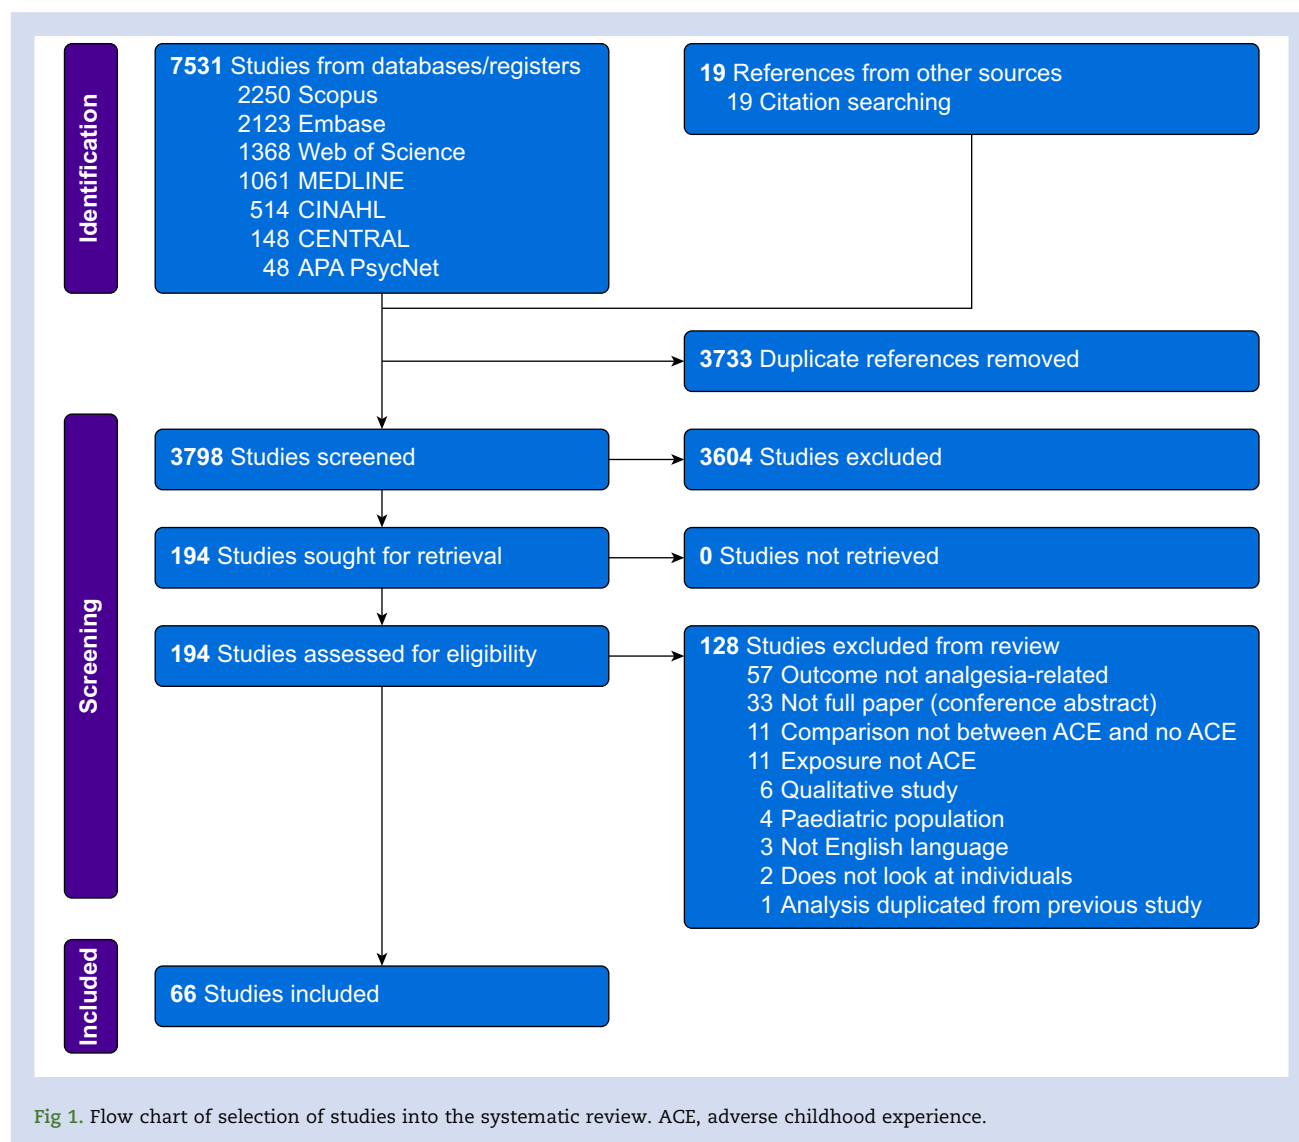 Identification
7531 Studies from databases/registers
2250 Scopus
2123 Embase
1368 Web of Science
1061 MEDLINE
514 CINAHL
148 CENTRAL
48 APA PsycNet
19 References from other sources
19 Citation searching
3733 Duplicate references removed
Screening
3798 Studies screened
3604 Studies excluded
194 Studies sought for retrieval
0 Studies not retrieved
194 Studies assessed for eligibility
128 Studies excluded from review
57 Outcome not analgesia-related
33 Not full paper (conference abstract)
11 Comparison not between ACE and no ACE
11 Exposure not ACE
6 Qualitative study
4 Paediatric population
3 Not English language
2 Does not look at individuals
1 Analysis duplicated from previous study
Included
66 Studies included
Fig 1. Flow chart of selection of studies into the systematic review. ACE, adverse childhood experience.